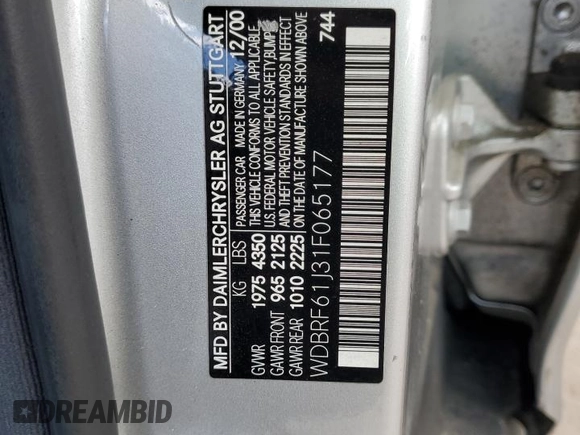 MFD BY DAIMLERCHRYSLER AG STUTTGART
KG LBS PASSENGER CAR MADE IN GERMANY 12/00
GVWR 1975 4350 THIS VEHICLE CONFORMS TO ALL APPLICABLE
U.S. FEDERAL MOTOR VEHICLE SAFETY BUMPER
GAWR FRONT 965 2125 AND THEFT PREVENTION STANDARDS IN EFFECT
GAWR REAR 1010 2225 ON THE DATE OF MANUFACTURE SHOWN ABOVE
WDBRF61J31F065177 744
DREAMBID